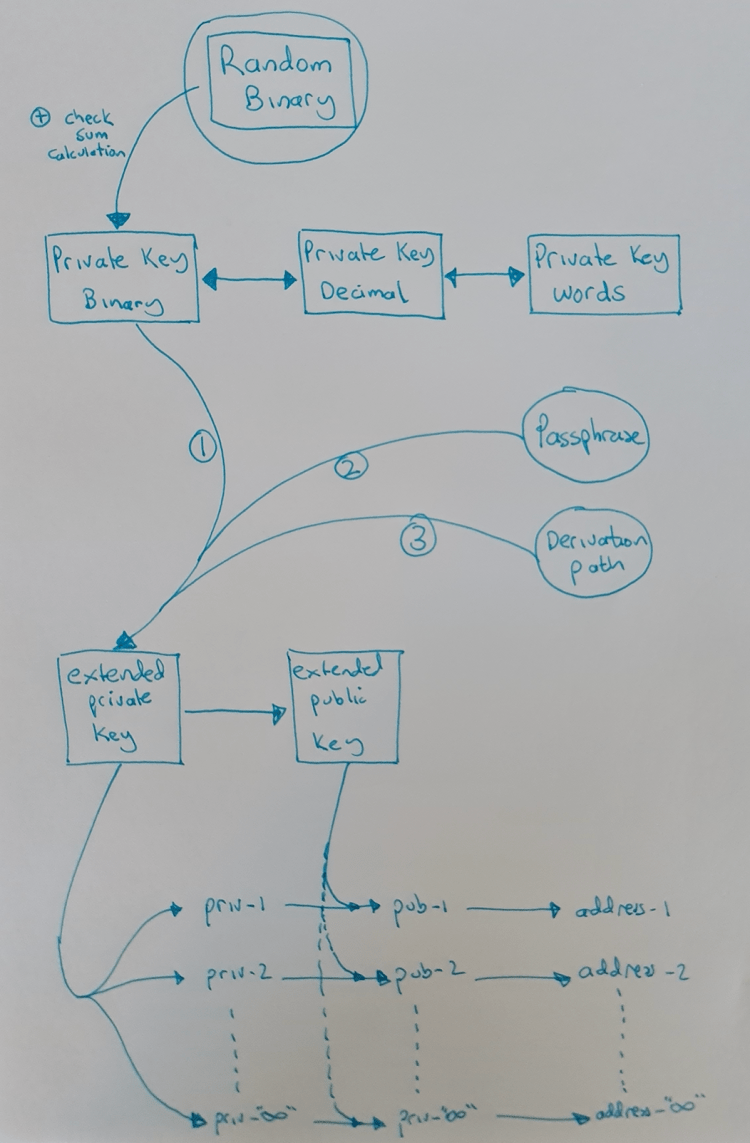 Random
Binary
+ check
sum
calculation
Private Key
Binary
Private Key
Decimal
Private Key
words
1
2
Passphrase
3
Derivation
path
extended
private
key
extended
public
key
priv-1
pub-1
address-1
priv-2
pub-2
address-2
priv-"∞"
priv-"∞"
address-"∞"